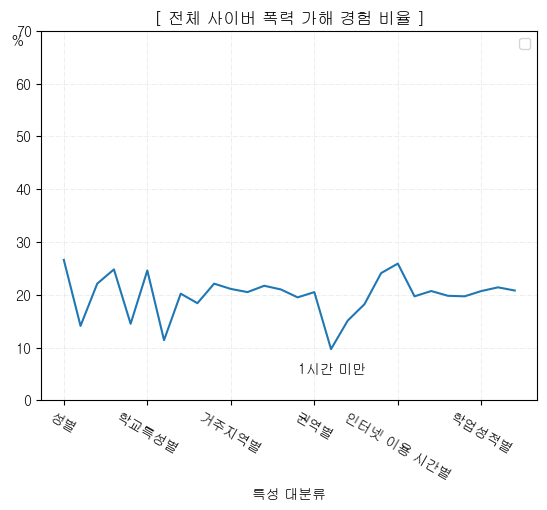 [ 전체 사이버 폭력 가해 경험 비율 ]
%
70
60
50
40
30
20
10
0
1시간 미만
성별
학교특성별
거주지역별
권역별
인터넷 이용 시간별
학업성적별
특성 대분류